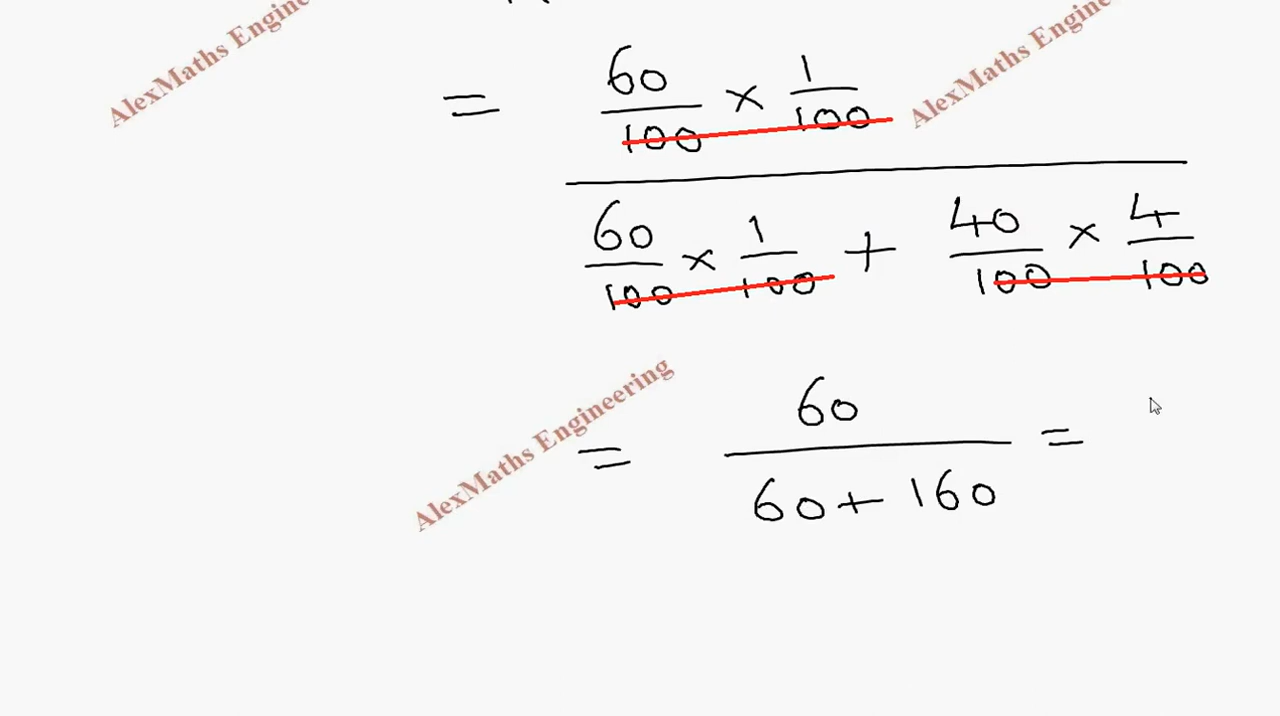 AlexMaths Engine
AlexMaths Engine
= 60/100 × 1/100
60/100 × 1/100 + 40/100 × 4/100
AlexMaths Engineering
= 60 / 60 + 160 =